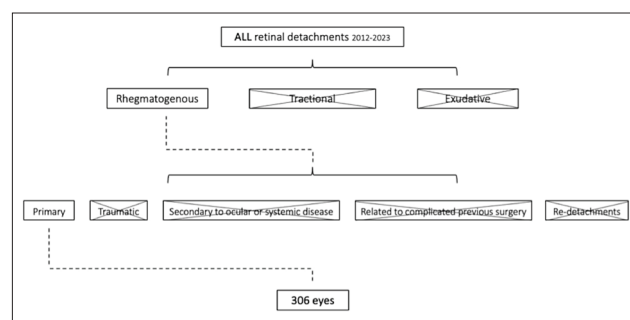 ALL retinal detachments 2012-2023
Rhegmatogenous
Tractional
Exudative
Primary
Traumatic
Secondary to ocular or systemic disease
Related to complicated previous surgery
Re-detachments
306 eyes